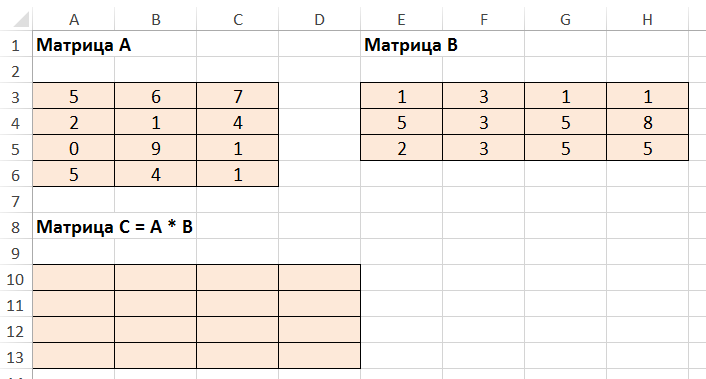 A B C D E F G H
1 Матрица A Матрица B
2
3 5 6 7 1 3 1 1
4 2 1 4 5 3 5 8
5 0 9 1 2 3 5 5
6 5 4 1
7
8 Матрица C = A * B
9
10
11
12
13